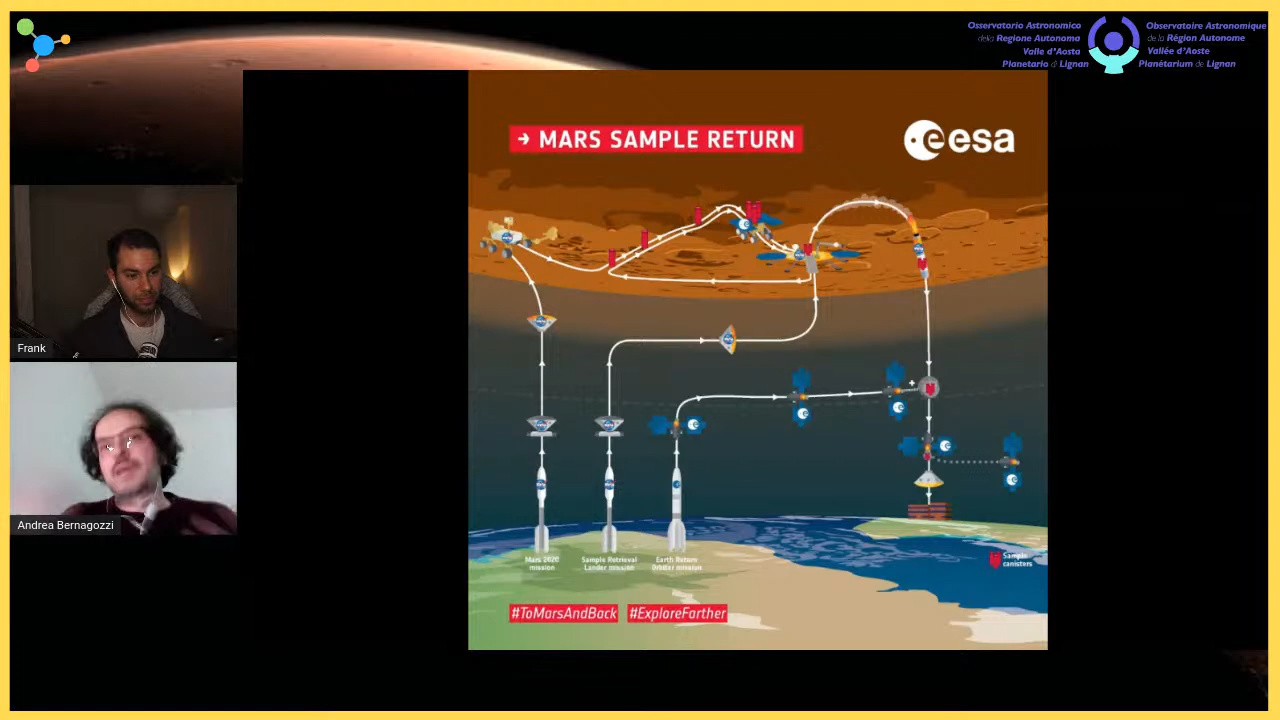 Osservatorio Astronomico
della Regione Autonoma
Valle d'Aosta
Planetario di Lignan
Observatoire Astronomique
de la Région Autonome
Vallée d'Aoste
Planétarium de Lignan
→ MARS SAMPLE RETURN
esa
Frank
Andrea Bernagozzi
Mars 2020
mission
Sample Retrieval
Lander mission
Earth Return
Orbiter mission
Sample
canisters
#ToMarsAndBack #ExploreFarther